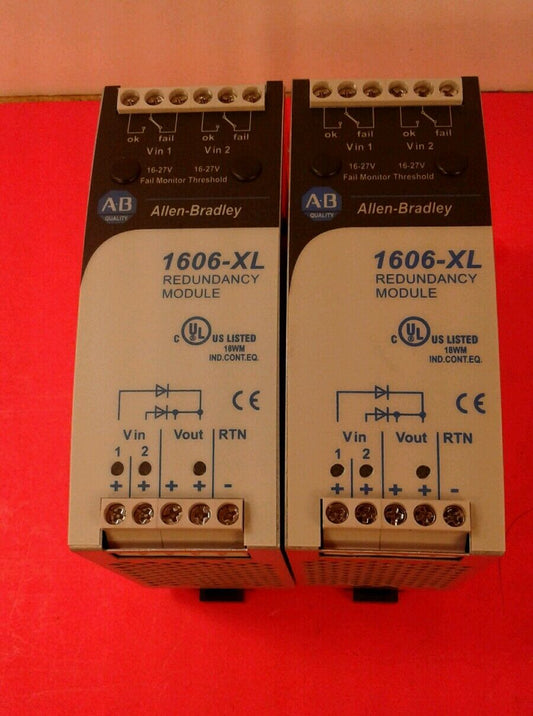 ok fail ok fail
Vin 1 Vin 2
16-27V 16-27V
Fail Monitor Threshold
AB
QUALITY
Allen-Bradley
1606-XL
REDUNDANCY
MODULE
C UL US LISTED
18WM
IND.CONT.EQ.
CE
Vin Vout RTN
1 2
+ + + + -
ok fail ok fail
Vin 1 Vin 2
16-27V 16-27V
Fail Monitor Threshold
AB
QUALITY
Allen-Bradley
1606-XL
REDUNDANCY
MODULE
C UL US LISTED
18WM
IND.CONT.EQ.
CE
Vin Vout RTN
1 2
+ + + + -